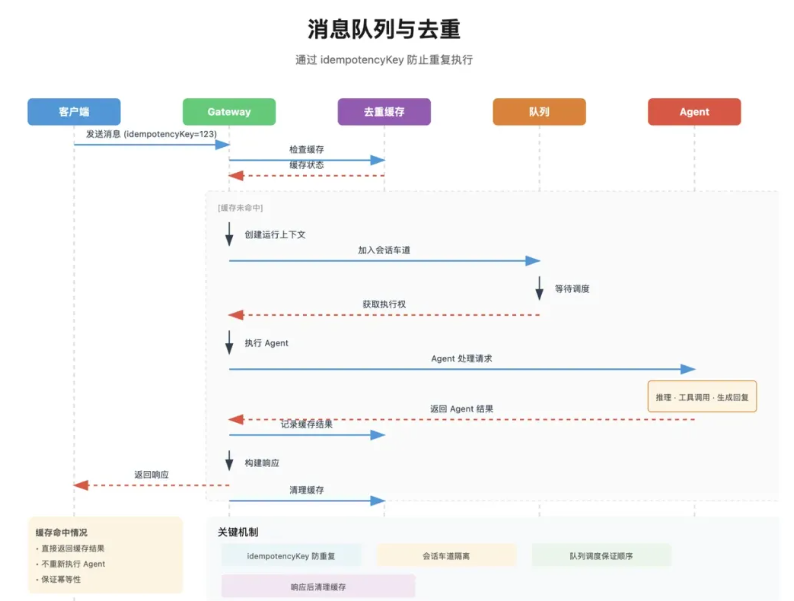 消息队列与去重
通过 idempotencyKey 防止重复执行
客户端
Gateway
去重缓存
队列
Agent
发送消息 (idempotencyKey=123)
检查缓存
缓存状态
[缓存未命中]
创建运行上下文
加入会话车道
等待调度
获取执行权
执行 Agent
Agent 处理请求
推理 · 工具调用 · 生成回复
返回 Agent 结果
记录缓存结果
构建响应
返回响应
清理缓存
缓存命中情况
· 直接返回缓存结果
· 不重新执行 Agent
· 保证幂等性
关键机制
idempotencyKey 防重复
会话车道隔离
队列调度保证顺序
响应后清理缓存